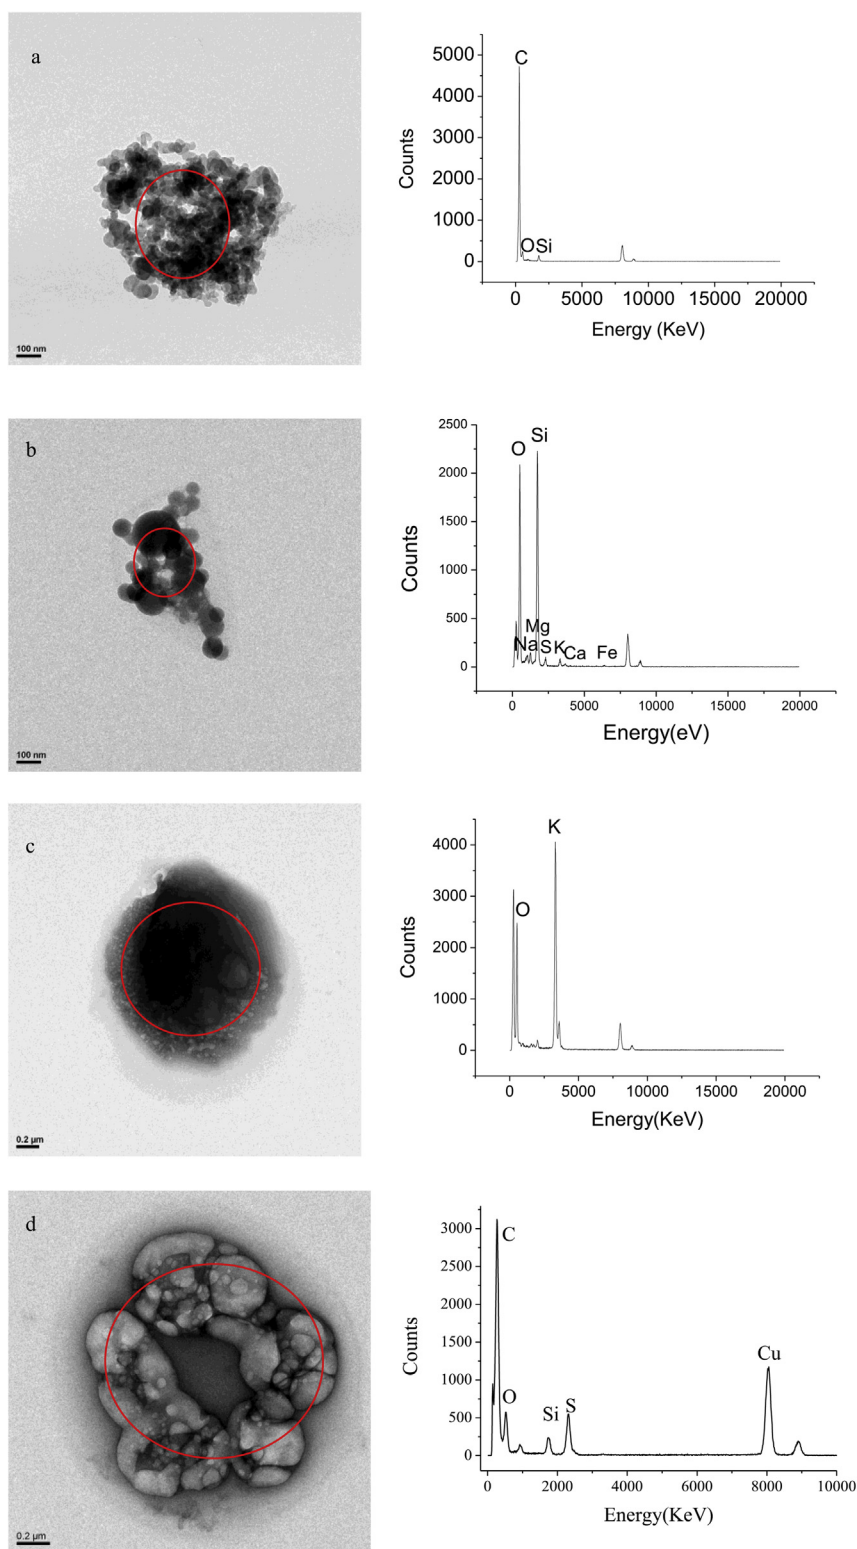 a
100 nm
5000
4000
3000
2000
1000
0
Counts
C
OSi
0
5000
10000
15000
20000
Energy (KeV)
b
100 nm
2500
2000
1500
1000
500
0
Counts
O
Si
Na
Mg
S
K
Ca
Fe
0
5000
10000
15000
20000
Energy(eV)
c
0.2 µm
4000
3000
2000
1000
0
Counts
O
K
0
5000
10000
15000
20000
Energy(KeV)
d
0.2 µm
3000
2500
2000
1500
1000
500
0
Counts
C
O
Si
S
Cu
0
2000
4000
6000
8000
10000
Energy(KeV)